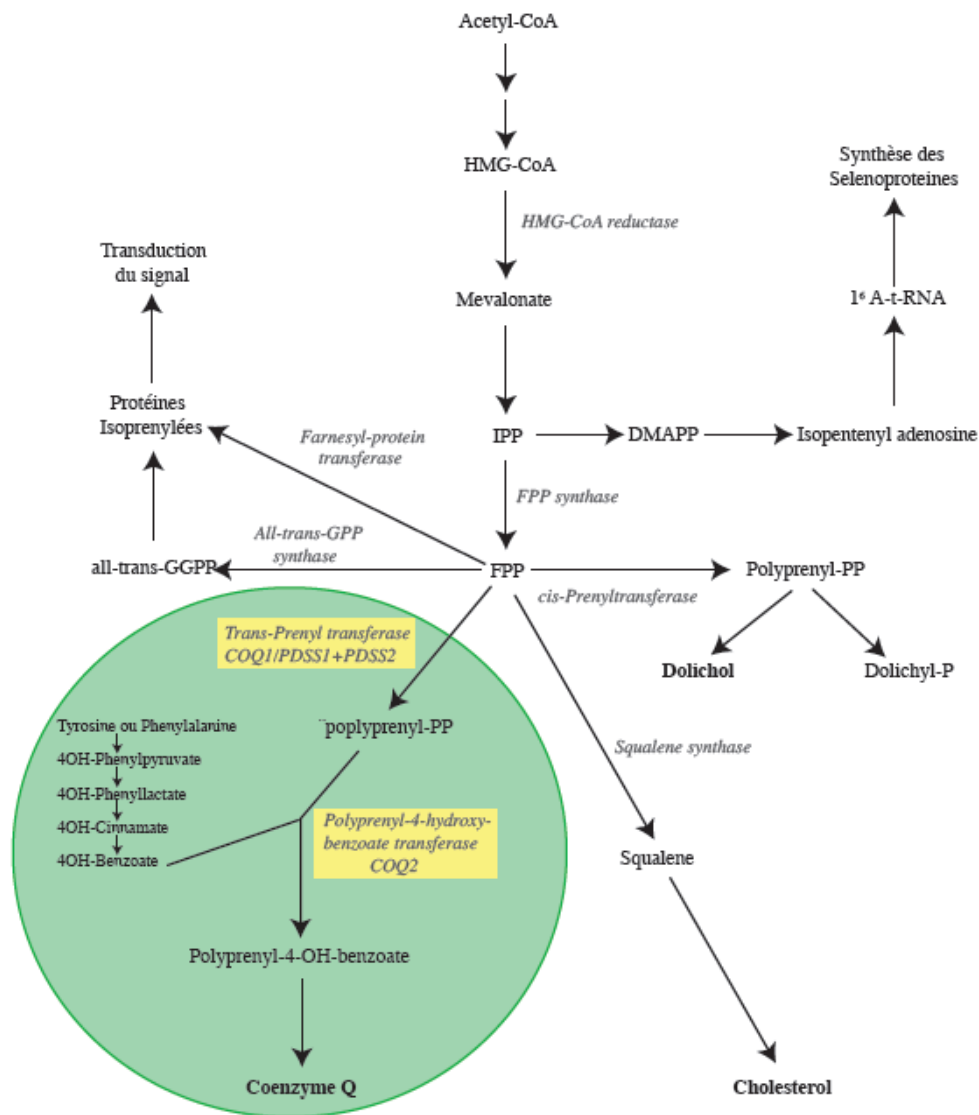 Acetyl-CoA
HMG-CoA
Synthèse des
Selenoproteines
HMG-CoA reductase
Transduction
du signal
Mevalonate
1⁶ A-t-RNA
Protéines
Isoprenylées
Farnesyl-protein
transferase
IPP
DMAPP
Isopentenyl adenosine
FPP synthase
All-trans-GPP
synthase
all-trans-GGPP
FPP
Polyprenyl-PP
cis-Prenyltransferase
Trans-Prenyl transferase
COQ1/PDSS1+PDSS2
Dolichol
Dolichyl-P
Tyrosine ou Phenylalanine
¨poplyprenyl-PP
4OH-Phenylpyruvate
Squalene synthase
4OH-Phenyllactate
4OH-Cinnamate
4OH-Benzoate
Polyprenyl-4-hydroxy-
benzoate transferase
COQ2
Squalene
Polyprenyl-4-OH-benzoate
Coenzyme Q
Cholesterol